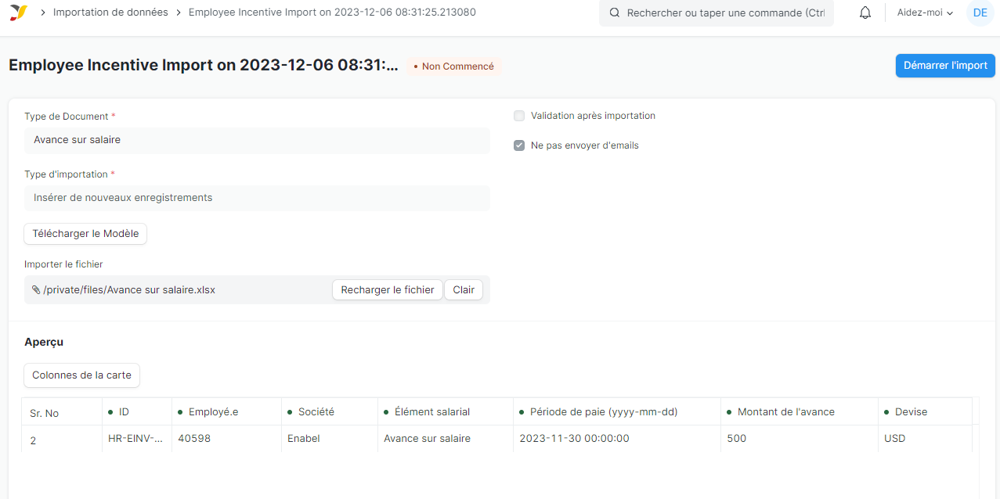 Importation de données > Employee Incentive Import on 2023-12-06 08:31:25.213080
Rechercher ou taper une commande (Ctrl
Aidez-moi
DE
Employee Incentive Import on 2023-12-06 08:31:...
Non Commencé
Démarrer l'import
Type de Document *
Avance sur salaire
Type d'importation *
Insérer de nouveaux enregistrements
Télécharger le Modèle
Importer le fichier
/private/files/Avance sur salaire.xlsx
Recharger le fichier
Clair
Validation après importation
Ne pas envoyer d'emails
Aperçu
Colonnes de la carte
Sr. No ID Employé.e Société Élément salarial Période de paie (yyyy-mm-dd) Montant de l'avance Devise
2 HR-EINV-... 40598 Enabel Avance sur salaire 2023-11-30 00:00:00 500 USD